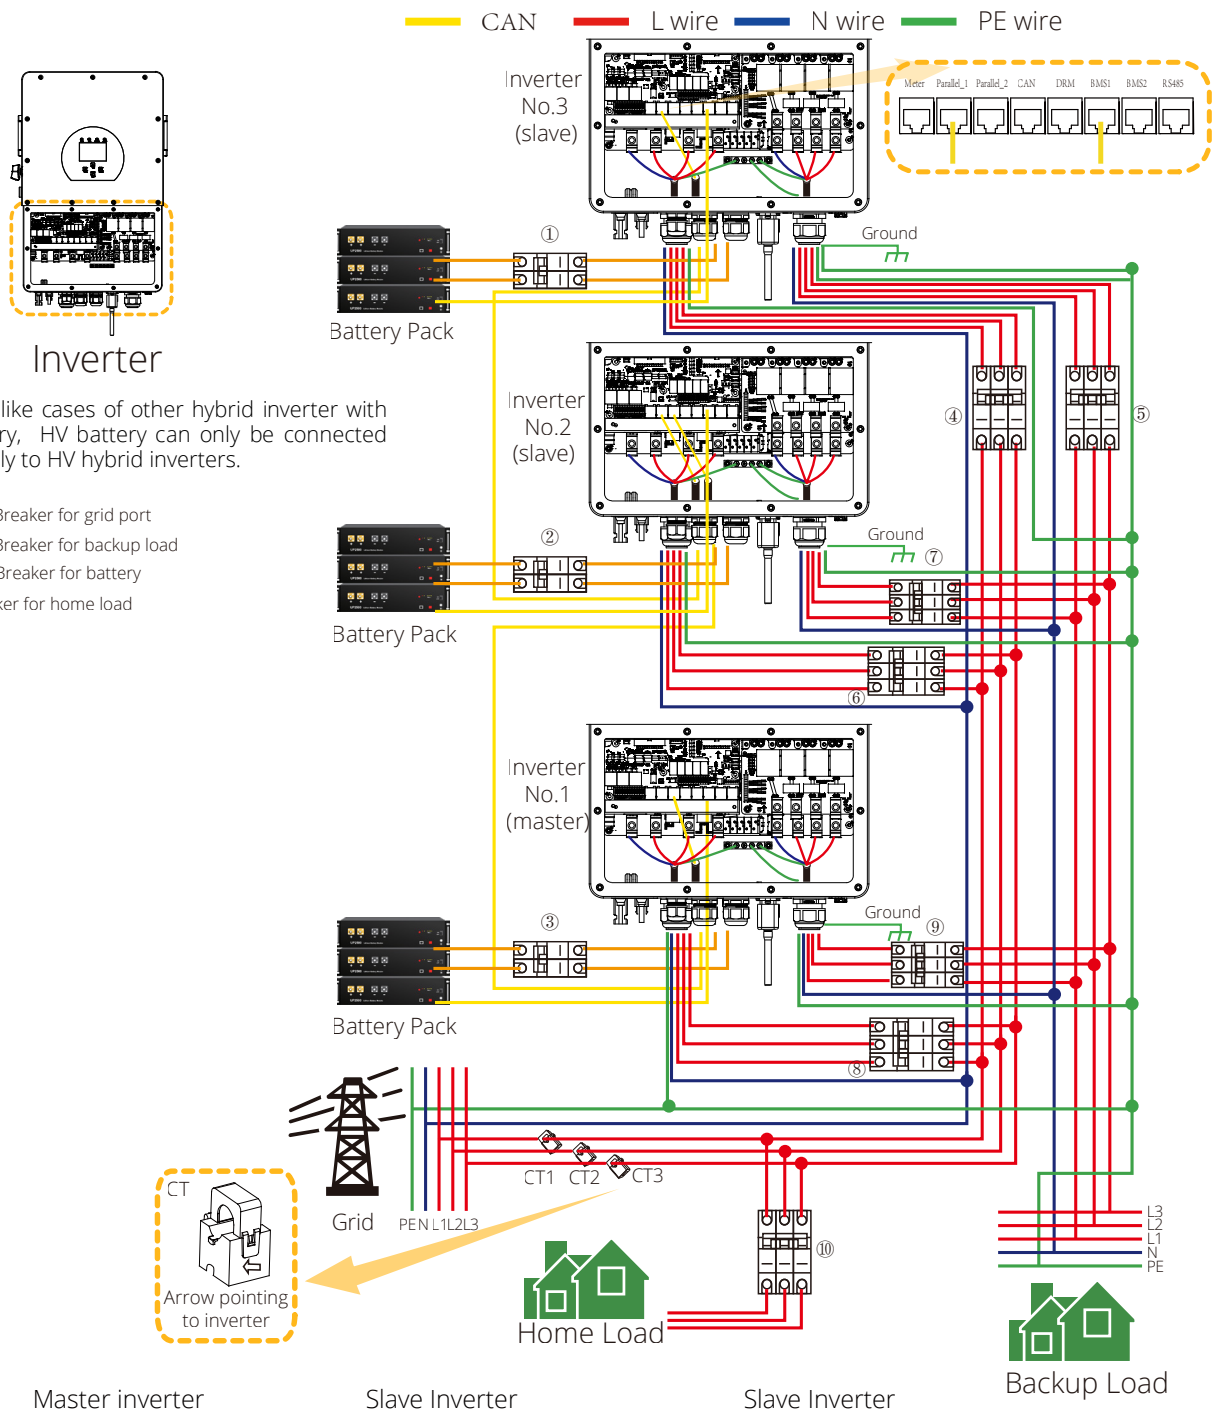 CAN L wire N wire PE wire
Inverter
No.3
(slave)
Meter Parallel_1 Parallel_2 CAN DRM BMS1 BMS2 RS485
①
Ground
Battery Pack
Inverter
like cases of other hybrid inverter with
HV battery can only be connected
to HV hybrid inverters.
Inverter
No.2
(slave)
④
⑤
Breaker for grid port
Breaker for backup load
Breaker for battery
for home load
②
Ground
⑦
Battery Pack
⑥
Inverter
No.1
(master)
③
Ground
⑨
Battery Pack
⑧
CT1 CT2 CT3
CT
Grid
PE N L1 L2 L3
Arrow pointing
to inverter
⑩
L3
L2
L1
N
PE
Home Load
Backup Load
Master inverter Slave Inverter Slave Inverter